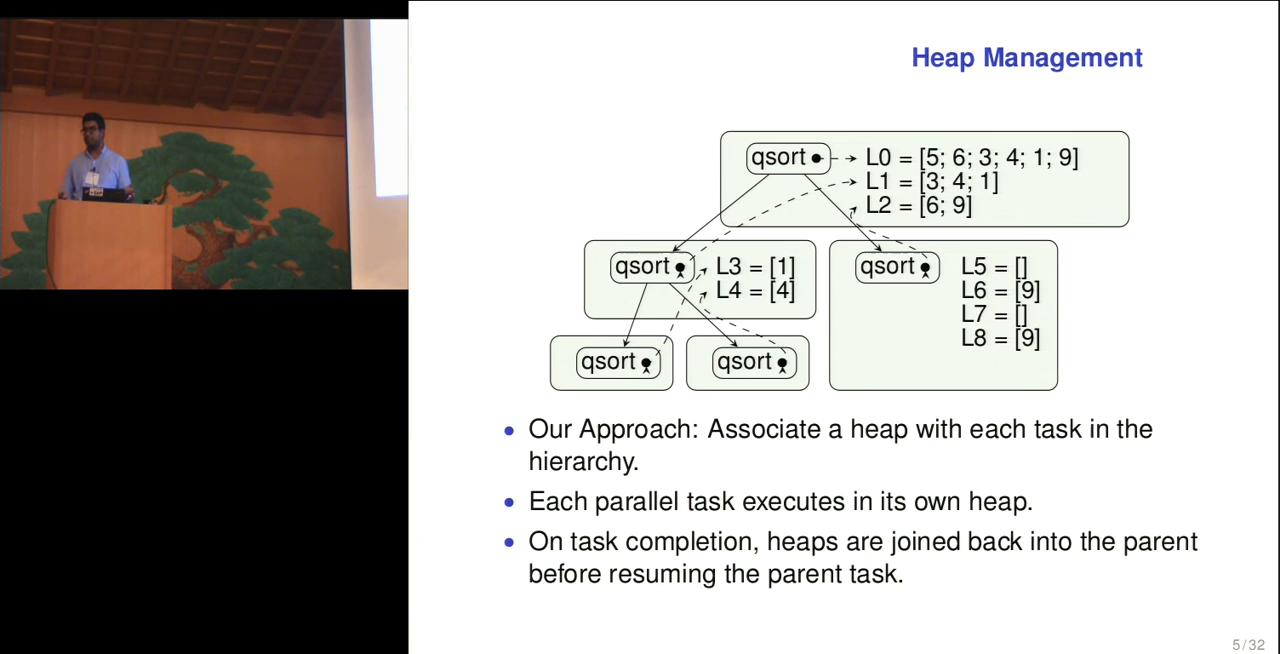 Heap Management
qsort L0 = [5; 6; 3; 4; 1; 9]
L1 = [3; 4; 1]
L2 = [6; 9]
qsort L3 = [1]
L4 = [4]
qsort L5 = []
L6 = [9]
L7 = []
L8 = [9]
qsort
qsort
• Our Approach: Associate a heap with each task in the
hierarchy.
• Each parallel task executes in its own heap.
• On task completion, heaps are joined back into the parent
before resuming the parent task.
5/32